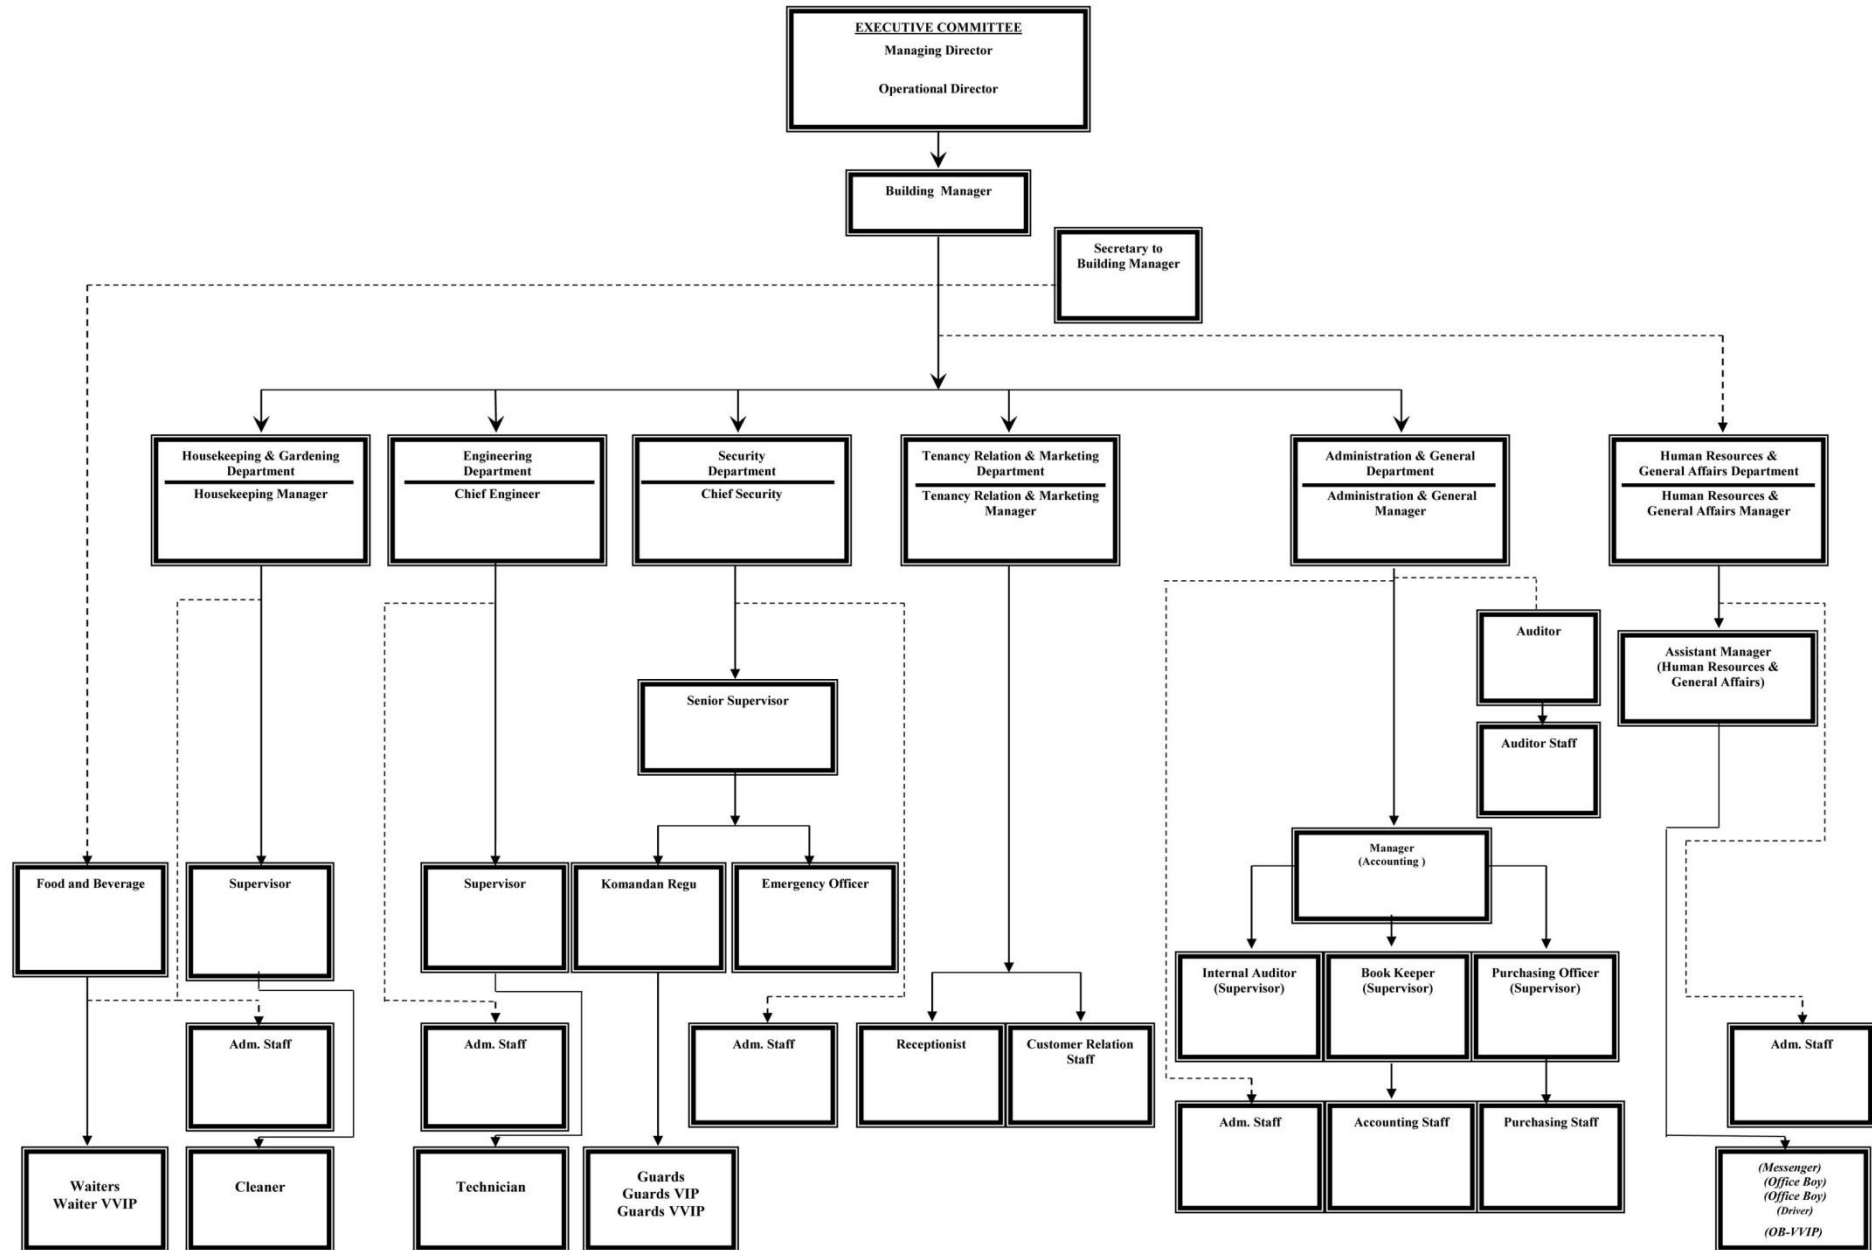 EXECUTIVE COMMITTEE
Managing Director
Operational Director
Building Manager
Secretary to
Building Manager
Housekeeping & Gardening
Department
Housekeeping Manager
Engineering
Department
Chief Engineer
Security
Department
Chief Security
Tenancy Relation & Marketing
Department
Tenancy Relation & Marketing
Manager
Administration & General
Department
Administration & General
Manager
Human Resources &
General Affairs Department
Human Resources &
General Affairs Manager
Auditor
Assistant Manager
(Human Resources &
General Affairs)
Senior Supervisor
Auditor Staff
Manager
(Accounting )
Food and Beverage
Supervisor
Supervisor
Komandan Regu
Emergency Officer
Internal Auditor
(Supervisor)
Book Keeper
(Supervisor)
Purchasing Officer
(Supervisor)
Adm. Staff
Adm. Staff
Adm. Staff
Receptionist
Customer Relation
Staff
Adm. Staff
Adm. Staff
Accounting Staff
Purchasing Staff
Waiters
Waiter VVIP
Cleaner
Technician
Guards
Guards VIP
Guards VVIP
(Messenger)
(Office Boy)
(Office Boy)
(Driver)
(OB-VVIP)